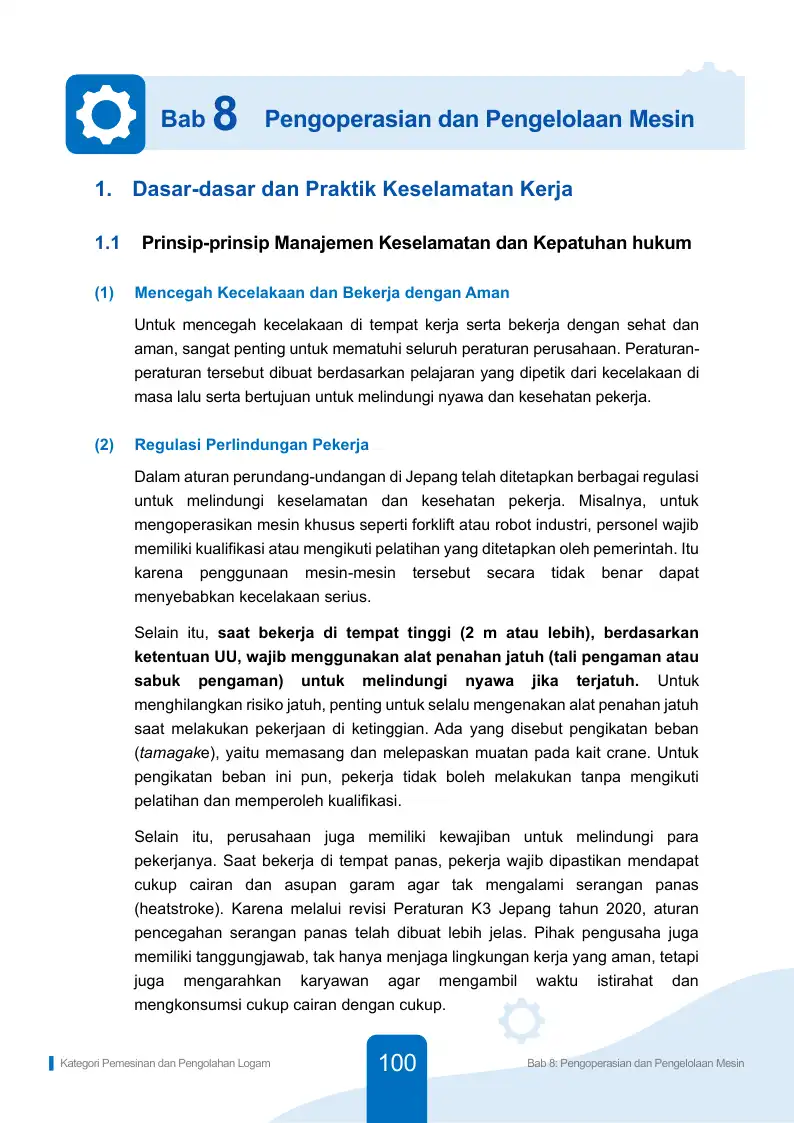 Bab 8 Pengoperasian dan Pengelolaan Mesin
1. Dasar-dasar dan Praktik Keselamatan Kerja
1.1 Prinsip-prinsip Manajemen Keselamatan dan Kepatuhan hukum
(1) Mencegah Kecelakaan dan Bekerja dengan Aman
Untuk mencegah kecelakaan di tempat kerja serta bekerja dengan sehat dan
aman, sangat penting untuk mematuhi seluruh peraturan perusahaan. Peraturan-
peraturan tersebut dibuat berdasarkan pelajaran yang dipetik dari kecelakaan di
masa lalu serta bertujuan untuk melindungi nyawa dan kesehatan pekerja.
(2) Regulasi Perlindungan Pekerja
Dalam aturan perundang-undangan di Jepang telah ditetapkan berbagai regulasi
untuk melindungi keselamatan dan kesehatan pekerja. Misalnya, untuk
mengoperasikan mesin khusus seperti forklift atau robot industri, personel wajib
memiliki kualifikasi atau mengikuti pelatihan yang ditetapkan oleh pemerintah. Itu
karena penggunaan mesin-mesin tersebut secara tidak benar dapat
menyebabkan kecelakaan serius.
Selain itu, saat bekerja di tempat tinggi (2 m atau lebih), berdasarkan
ketentuan UU, wajib menggunakan alat penahan jatuh (tali pengaman atau
sabuk pengaman) untuk melindungi nyawa jika terjatuh. Untuk
menghilangkan risiko jatuh, penting untuk selalu mengenakan alat penahan jatuh
saat melakukan pekerjaan di ketinggian. Ada yang disebut pengikatan beban
(tamagake), yaitu memasang dan melepaskan muatan pada kait crane. Untuk
pengikatan beban ini pun, pekerja tidak boleh melakukan tanpa mengikuti
pelatihan dan memperoleh kualifikasi.
Selain itu, perusahaan juga memiliki kewajiban untuk melindungi para
pekerjanya. Saat bekerja di tempat panas, pekerja wajib dipastikan mendapat
cukup cairan dan asupan garam agar tak mengalami serangan panas
(heatstroke). Karena melalui revisi Peraturan K3 Jepang tahun 2020, aturan
pencegahan serangan panas telah dibuat lebih jelas. Pihak pengusaha juga
memiliki tanggungjawab, tak hanya menjaga lingkungan kerja yang aman, tetapi
juga mengarahkan karyawan agar mengambil waktu istirahat dan
mengkonsumsi cukup cairan dengan cukup.
Kategori Pemesinan dan Pengolahan Logam
100
Bab 8: Pengoperasian dan Pengelolaan Mesin